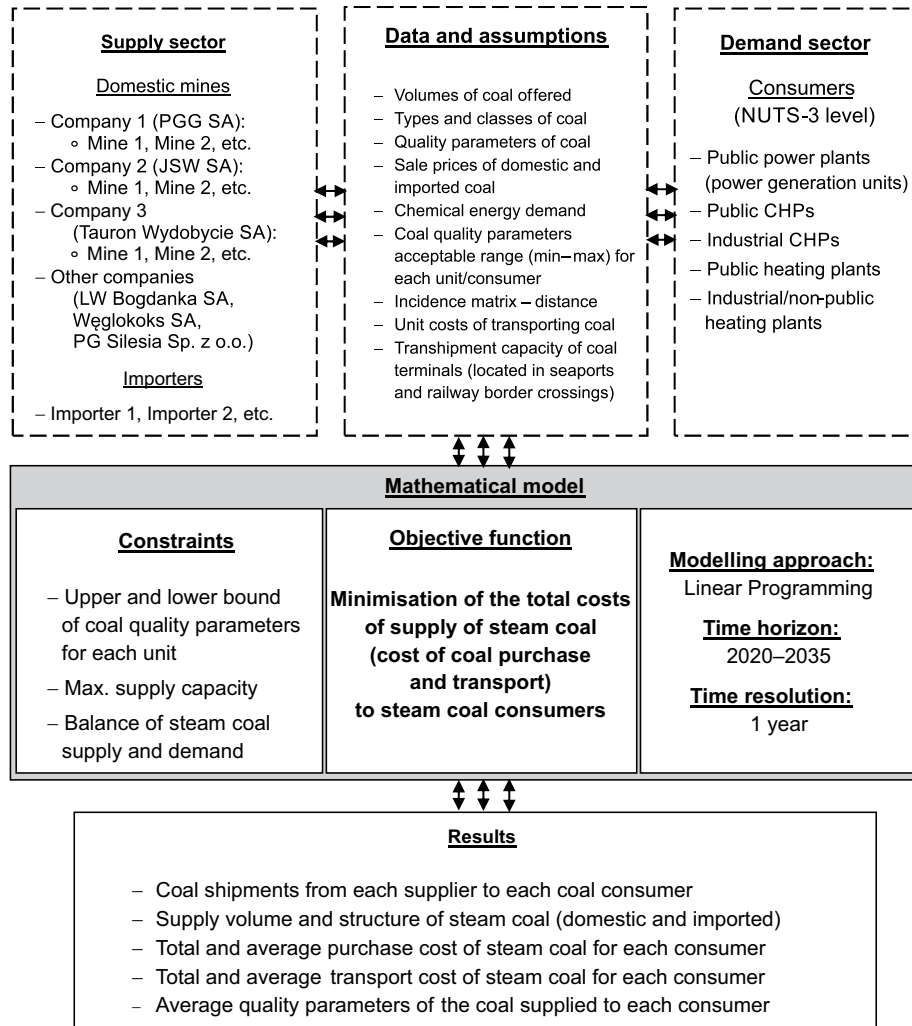 Supply sector
Domestic mines
– Company 1 (PGG SA):
∘ Mine 1, Mine 2, etc.
– Company 2 (JSW SA):
∘ Mine 1, Mine 2, etc.
– Company 3
(Tauron Wydobycie SA):
∘ Mine 1, Mine 2, etc.
– Other companies
(LW Bogdanka SA,
Węglokoks SA,
PG Silesia Sp. z o.o.)
Importers
– Importer 1, Importer 2, etc.
Data and assumptions
– Volumes of coal offered
– Types and classes of coal
– Quality parameters of coal
– Sale prices of domestic and
imported coal
– Chemical energy demand
– Coal quality parameters
acceptable range (min–max) for
each unit/consumer
– Incidence matrix – distance
– Unit costs of transporting coal
– Transhipment capacity of coal
terminals (located in seaports
and railway border crossings)
Demand sector
Consumers
(NUTS-3 level)
– Public power plants
(power generation units)
– Public CHPs
– Industrial CHPs
– Public heating plants
– Industrial/non-public
heating plants
Mathematical model
Constraints
– Upper and lower bound
of coal quality parameters
for each unit
– Max. supply capacity
– Balance of steam coal
supply and demand
Objective function
Minimisation of the total costs
of supply of steam coal
(cost of coal purchase
and transport)
to steam coal consumers
Modelling approach:
Linear Programming
Time horizon:
2020–2035
Time resolution:
1 year
Results
– Coal shipments from each supplier to each coal consumer
– Supply volume and structure of steam coal (domestic and imported)
– Total and average purchase cost of steam coal for each consumer
– Total and average transport cost of steam coal for each consumer
– Average quality parameters of the coal supplied to each consumer